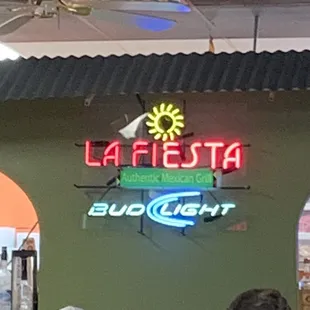 LA FIESTA
Authentic Mexican Grill
BUD LIGHT